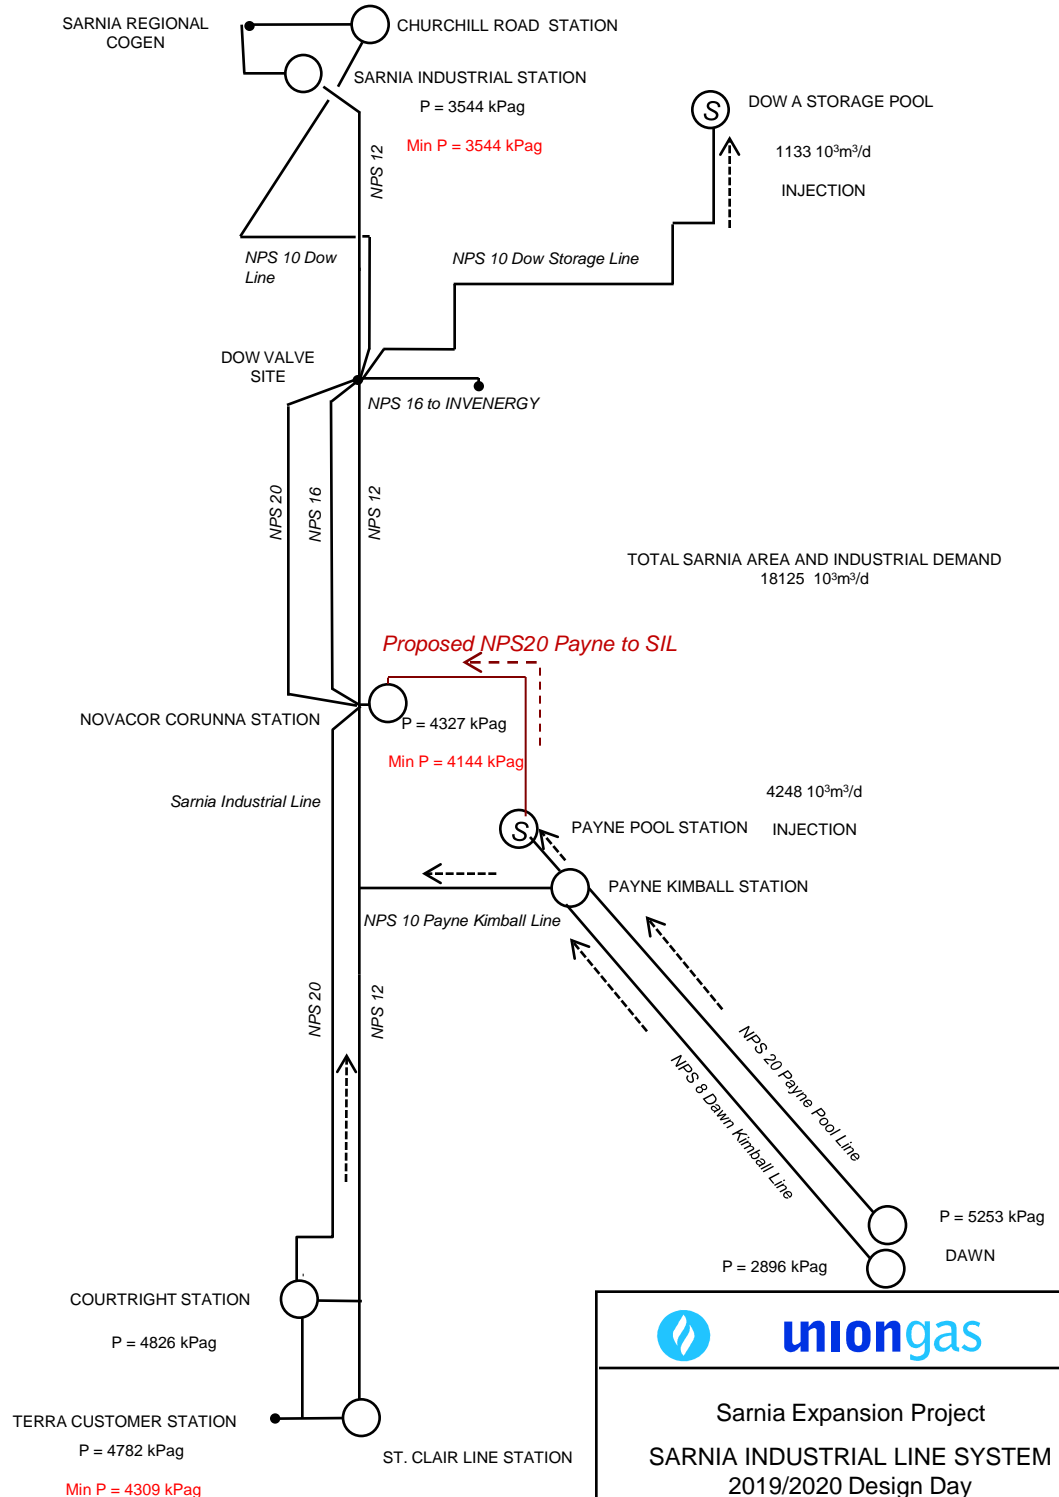 SARNIA REGIONAL
COGEN
CHURCHILL ROAD STATION
SARNIA INDUSTRIAL STATION
P = 3544 kPag
Min P = 3544 kPag
NPS 12
S
DOW A STORAGE POOL
1133 10³m³/d
INJECTION
NPS 10 Dow
Line
NPS 10 Dow Storage Line
DOW VALVE
SITE
NPS 16 to INVENERGY
NPS 20
NPS 16
NPS 12
TOTAL SARNIA AREA AND INDUSTRIAL DEMAND
18125 10³m³/d
Proposed NPS20 Payne to SIL
NOVACOR CORUNNA STATION
P = 4327 kPag
Min P = 4144 kPag
Sarnia Industrial Line
4248 10³m³/d
INJECTION
S
PAYNE POOL STATION
PAYNE KIMBALL STATION
NPS 10 Payne Kimball Line
NPS 20
NPS 12
NPS 20 Payne Pool Line
NPS 8 Dawn Kimball Line
P = 5253 kPag
DAWN
P = 2896 kPag
COURTRIGHT STATION
P = 4826 kPag
TERRA CUSTOMER STATION
P = 4782 kPag
Min P = 4309 kPag
ST. CLAIR LINE STATION
uniongas
Sarnia Expansion Project
SARNIA INDUSTRIAL LINE SYSTEM
2019/2020 Design Day